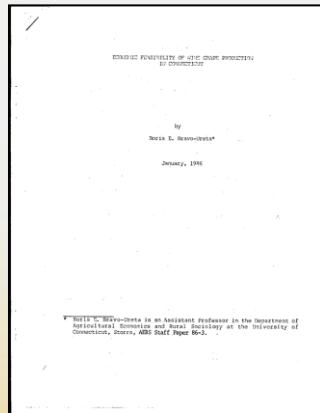 ECONOMIC FEASIBILITY OF WINE GRAPE PRODUCTION
IN CONNECTICUT
by
Boris E. Bravo-Ureta*
January, 1986
* Boris E. Bravo-Ureta is an Assistant Professor in the Department of
Agricultural Economics and Rural Sociology at the University of
Connecticut, Storrs, AERS Staff Paper 86-3.